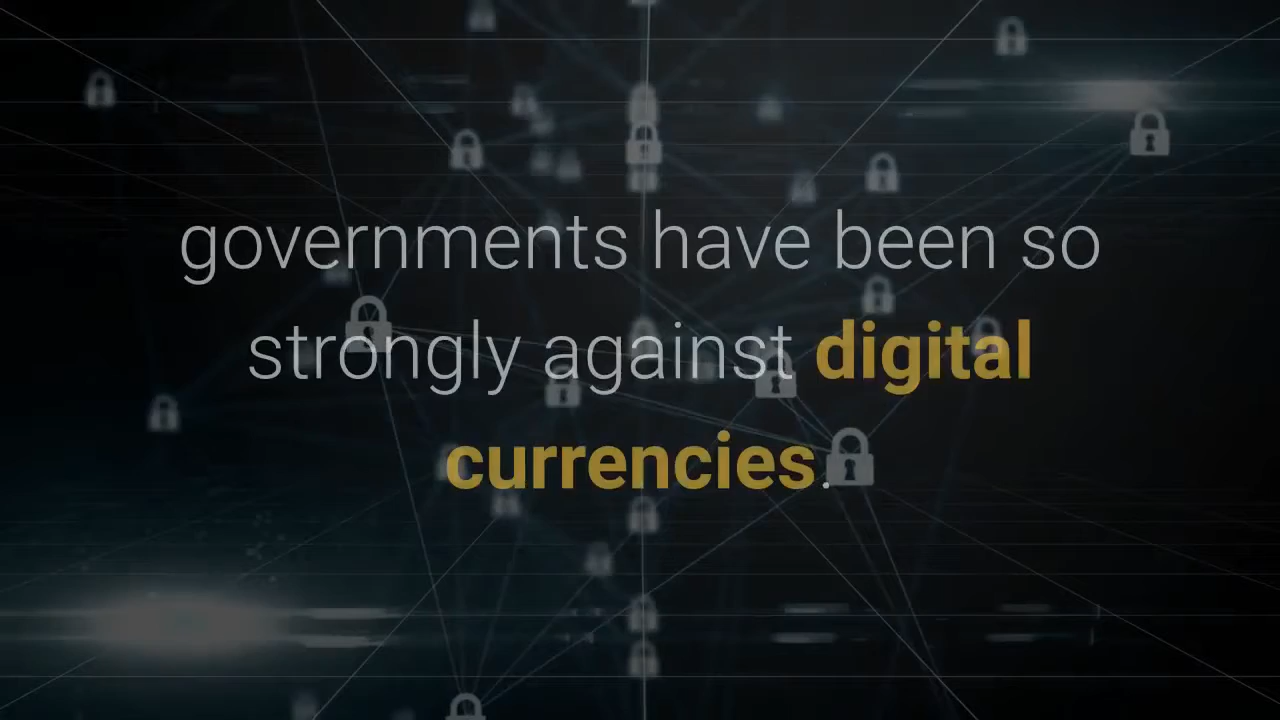 governments have been so
strongly against digital
currencies.